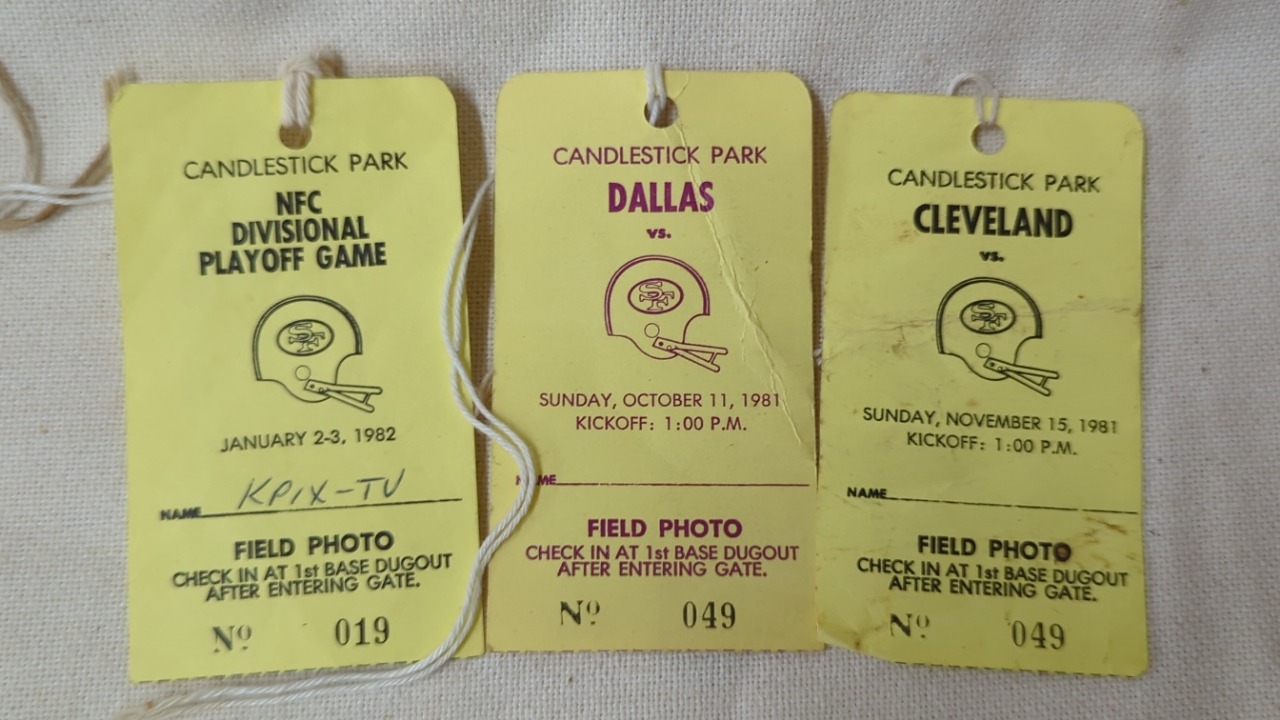 CANDLESTICK PARK
NFC
DIVISIONAL
PLAYOFF GAME
SF
JANUARY 2-3, 1982
NAME KPIX-TV
FIELD PHOTO
CHECK IN AT 1st BASE DUGOUT
AFTER ENTERING GATE.
Nº 019
CANDLESTICK PARK
DALLAS
vs.
SF
SUNDAY, OCTOBER 11, 1981
KICKOFF: 1:00 P.M.
NAME
FIELD PHOTO
CHECK IN AT 1st BASE DUGOUT
AFTER ENTERING GATE.
Nº 049
CANDLESTICK PARK
CLEVELAND
vs.
SF
SUNDAY, NOVEMBER 15, 1981
KICKOFF: 1:00 P.M.
NAME
FIELD PHOTO
CHECK IN AT 1st BASE DUGOUT
AFTER ENTERING GATE.
Nº 049